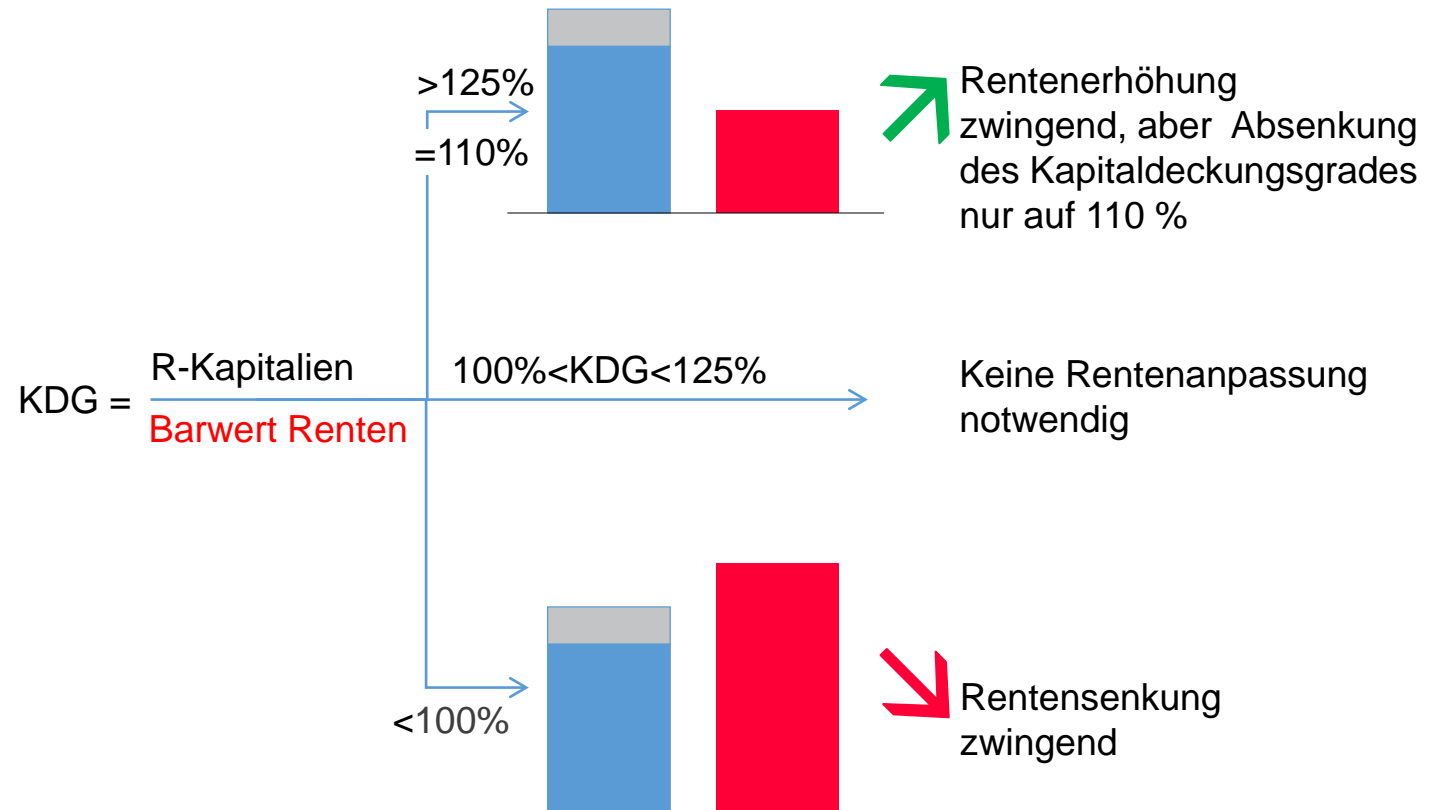 >125%
=110%
Rentenerhöhung
zwingend, aber Absenkung
des Kapitaldeckungsgrades
nur auf 110 %
KDG =
R-Kapitalien
Barwert Renten
100%<KDG<125%
Keine Rentenanpassung
notwendig
<100%
Rentensenkung
zwingend